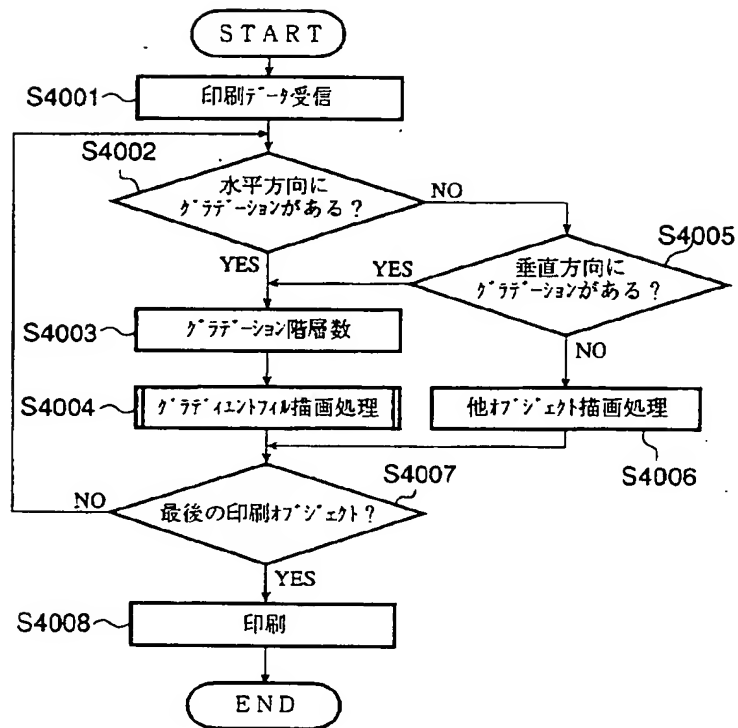 START
S4001
印刷データ受信
S4002
水平方向に
グラデーションがある？
NO
YES
S4005
垂直方向に
グラデーションがある？
YES
NO
S4003
グラデーション階層数
S4004
グラディエントフィル描画処理
他オブジェクト描画処理
S4006
S4007
最後の印刷オブジェクト？
NO
YES
S4008
印刷
END